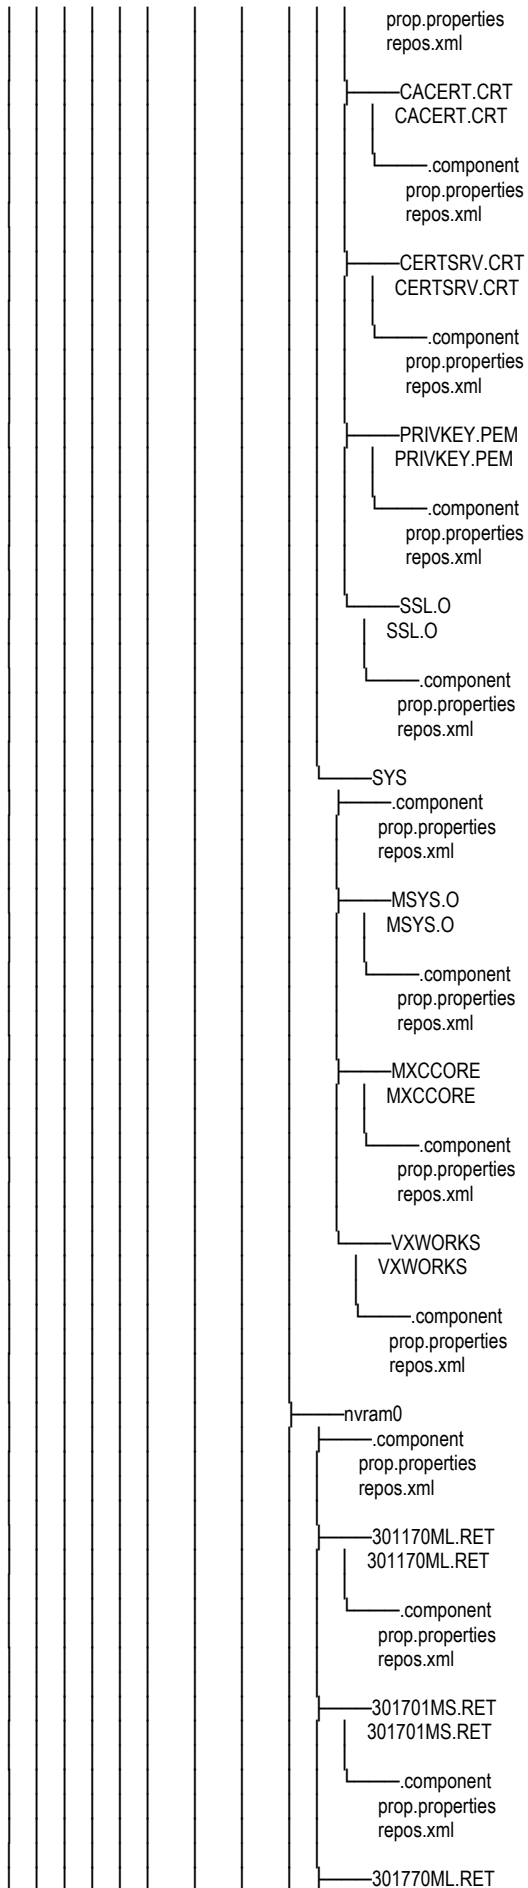 prop.properties
repos.xml
CACERT.CRT
CACERT.CRT
.component
prop.properties
repos.xml
CERTSRV.CRT
CERTSRV.CRT
.component
prop.properties
repos.xml
PRIVKEY.PEM
PRIVKEY.PEM
.component
prop.properties
repos.xml
SSL.O
SSL.O
.component
prop.properties
repos.xml
SYS
.component
prop.properties
repos.xml
MSYS.O
MSYS.O
.component
prop.properties
repos.xml
MXCCORE
MXCCORE
.component
prop.properties
repos.xml
VXWORKS
VXWORKS
.component
prop.properties
repos.xml
nvram0
.component
prop.properties
repos.xml
301170ML.RET
301170ML.RET
.component
prop.properties
repos.xml
301701MS.RET
301701MS.RET
.component
prop.properties
repos.xml
301770ML.RET